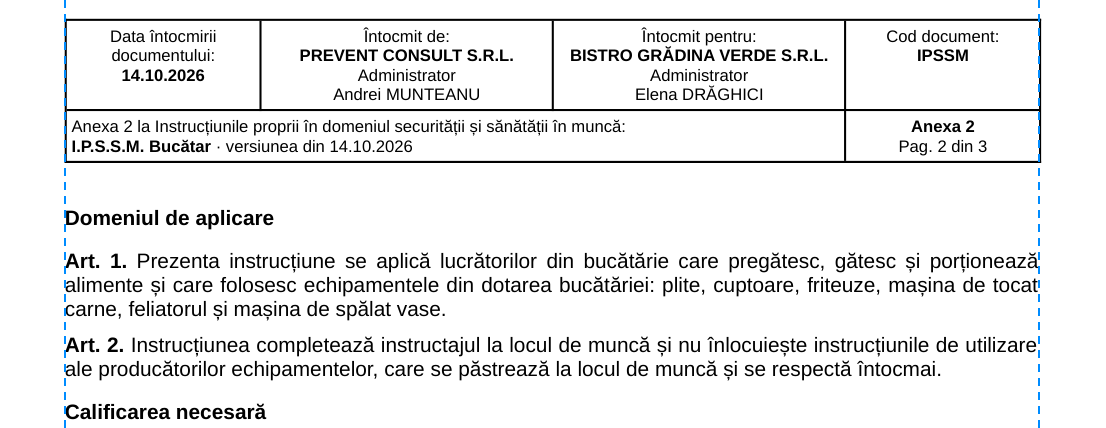 Data întocmirii
documentului:
14.10.2026
Întocmit de:
PREVENT CONSULT S.R.L.
Administrator
Andrei MUNTEANU
Întocmit pentru:
BISTRO GRĂDINA VERDE S.R.L.
Administrator
Elena DRĂGHICI
Cod document:
IPSSM
Anexa 2 la Instrucțiunile proprii în domeniul securității și sănătății în muncă:
I.P.S.S.M. Bucătar · versiunea din 14.10.2026
Anexa 2
Pag. 2 din 3
Domeniul de aplicare
Art. 1. Prezenta instrucțiune se aplică lucrătorilor din bucătărie care pregătesc, gătesc și porționează
alimente și care folosesc echipamentele din dotarea bucătăriei: plite, cuptoare, friteuze, mașina de tocat
carne, feliatorul și mașina de spălat vase.
Art. 2. Instrucțiunea completează instructajul la locul de muncă și nu înlocuiește instrucțiunile de utilizare
ale producătorilor echipamentelor, care se păstrează la locul de muncă și se respectă întocmai.
Calificarea necesară